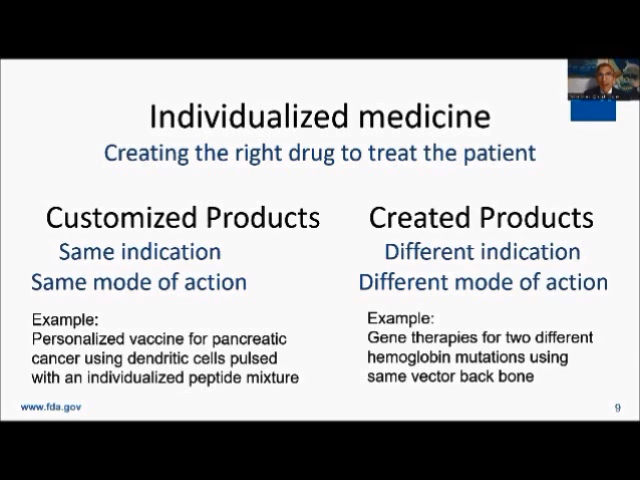 Individualized medicine
Creating the right drug to treat the patient
Customized Products
Same indication
Same mode of action
Example:
Personalized vaccine for pancreatic
cancer using dendritic cells pulsed
with an individualized peptide mixture
Created Products
Different indication
Different mode of action
Example:
Gene therapies for two different
hemoglobin mutations using
same vector back bone
www.fda.gov
9